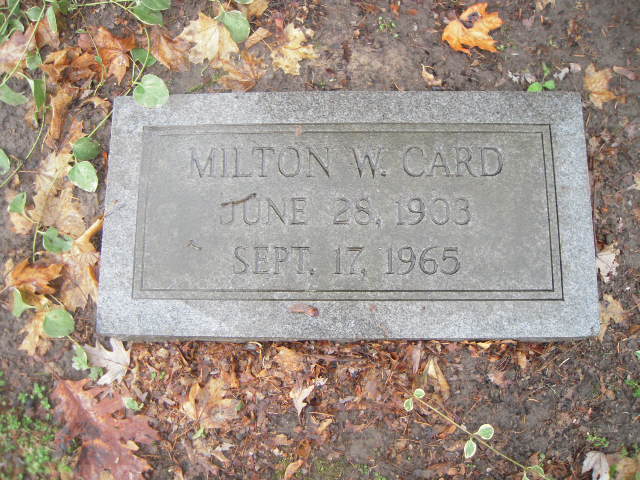 MILTON W. CARD
JUNE 28, 1903
SEPT. 17, 1965